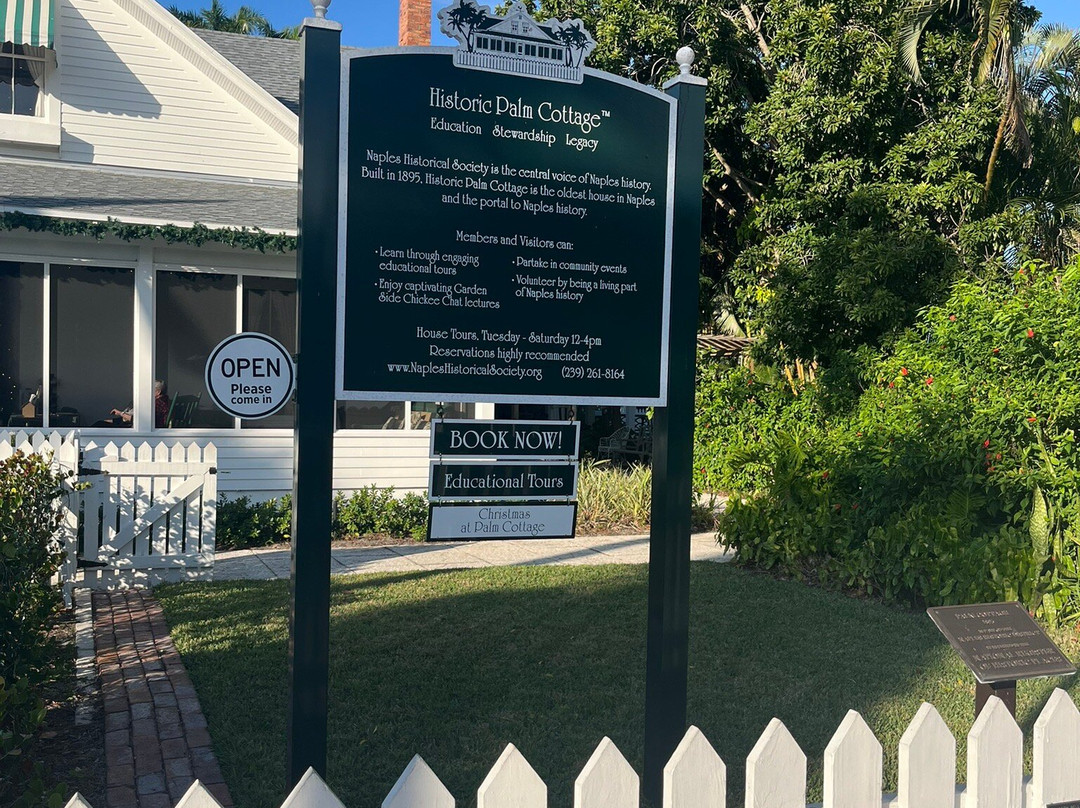 Historic Palm Cottage™
Education Stewardship Legacy
Naples Historical Society is the central voice of Naples history.
Built in 1895, Historic Palm Cottage is the oldest house in Naples
and the portal to Naples history.
Members and Visitors can:
• Learn through engaging
educational tours
• Enjoy captivating Garden
Side Chickee Chat lectures
• Partake in community events
• Volunteer by being a living part
of Naples history
House Tours, Tuesday - Saturday 12-4pm
Reservations highly recommended
www.NaplesHistoricalSociety.org (239) 261-8164
OPEN
Please
come in
BOOK NOW!
Educational Tours
Christmas
at Palm Cottage